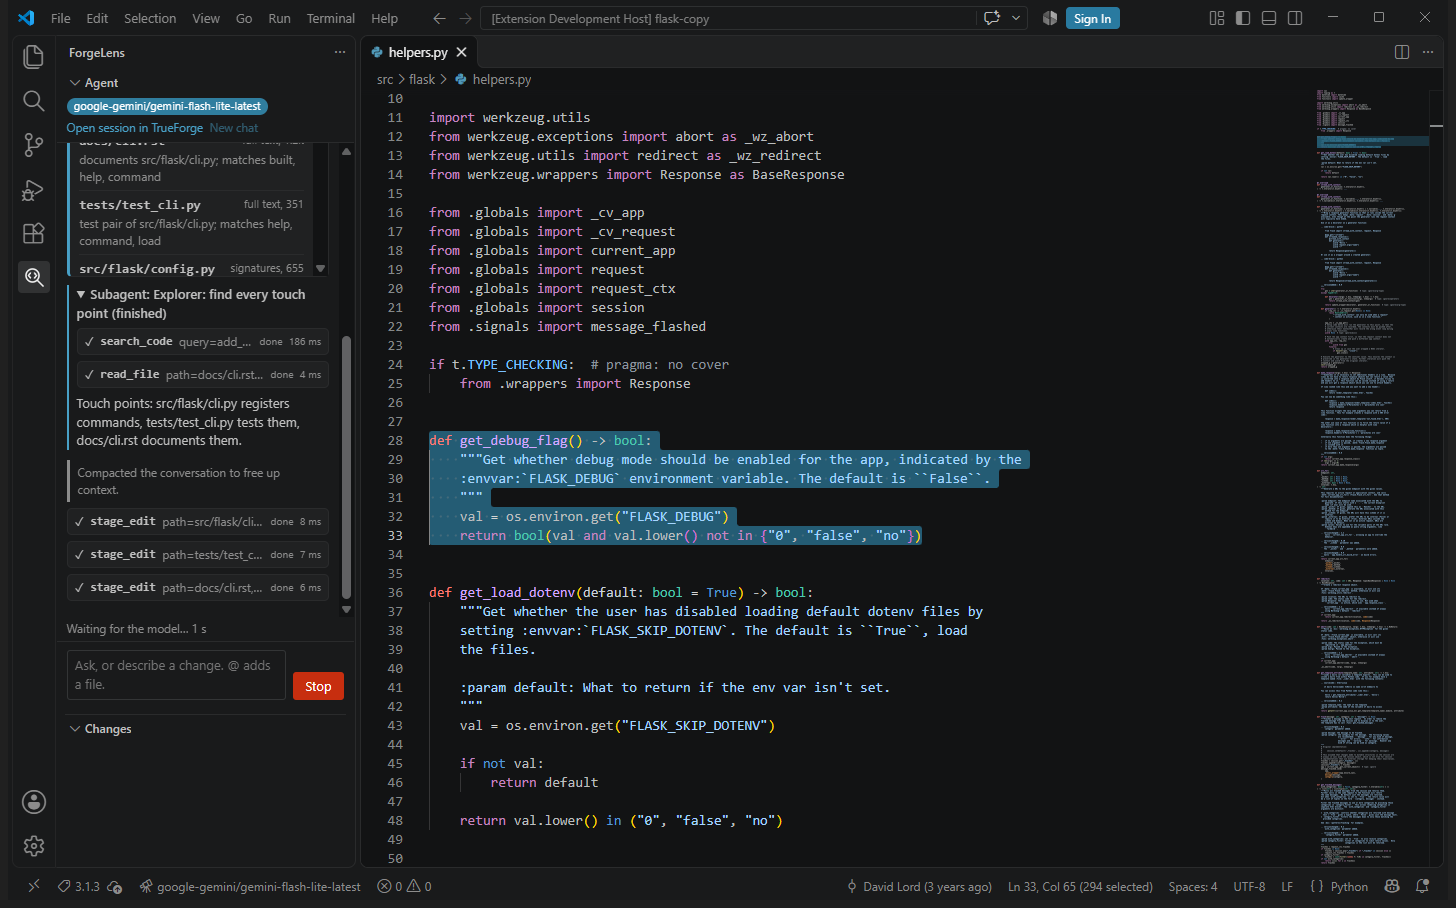 File Edit Selection View Go Run Terminal Help
[Extension Development Host] flask-copy
Sign In
ForgeLens
Agent
google-gemini/gemini-flash-lite-latest
Open session in TrueForge New chat
documents src/flask/cli.py; matches built,
help, command
tests/test_cli.py full text, 351
test pair of src/flask/cli.py; matches help,
command, load
src/flask/config.py signatures, 655
Subagent: Explorer: find every touch
point (finished)
✓ search_code query=add_... done 186 ms
✓ read_file path=docs/cli.rst... done 4 ms
Touch points: src/flask/cli.py registers
commands, tests/test_cli.py tests them,
docs/cli.rst documents them.
Compacted the conversation to free up
context.
✓ stage_edit path=src/flask/cli... done 8 ms
✓ stage_edit path=tests/test_c... done 7 ms
✓ stage_edit path=docs/cli.rst,... done 6 ms
Waiting for the model... 1 s
Ask, or describe a change. @ adds
a file.
Stop
Changes
helpers.py
src > flask > helpers.py
10
11 import werkzeug.utils
12 from werkzeug.exceptions import abort as _wz_abort
13 from werkzeug.utils import redirect as _wz_redirect
14 from werkzeug.wrappers import Response as BaseResponse
15
16 from .globals import _cv_app
17 from .globals import _cv_request
18 from .globals import current_app
19 from .globals import request
20 from .globals import request_ctx
21 from .globals import session
22 from .signals import message_flashed
23
24 if t.TYPE_CHECKING:  # pragma: no cover
25     from .wrappers import Response
26
27
28 def get_debug_flag() -> bool:
29     """Get whether debug mode should be enabled for the app, indicated by the
30     :envvar:`FLASK_DEBUG` environment variable. The default is ``False``.
31     """
32     val = os.environ.get("FLASK_DEBUG")
33     return bool(val and val.lower() not in {"0", "false", "no"})
34
35
36 def get_load_dotenv(default: bool = True) -> bool:
37     """Get whether the user has disabled loading default dotenv files by
38     setting :envvar:`FLASK_SKIP_DOTENV`. The default is ``True``, load
39     the files.
40
41     :param default: What to return if the env var isn't set.
42     """
43     val = os.environ.get("FLASK_SKIP_DOTENV")
44
45     if not val:
46         return default
47
48     return val.lower() in ("0", "false", "no")
49
50
3.1.3 google-gemini/gemini-flash-lite-latest 0 0 David Lord (3 years ago) Ln 33, Col 65 (294 selected) Spaces: 4 UTF-8 LF { } Python